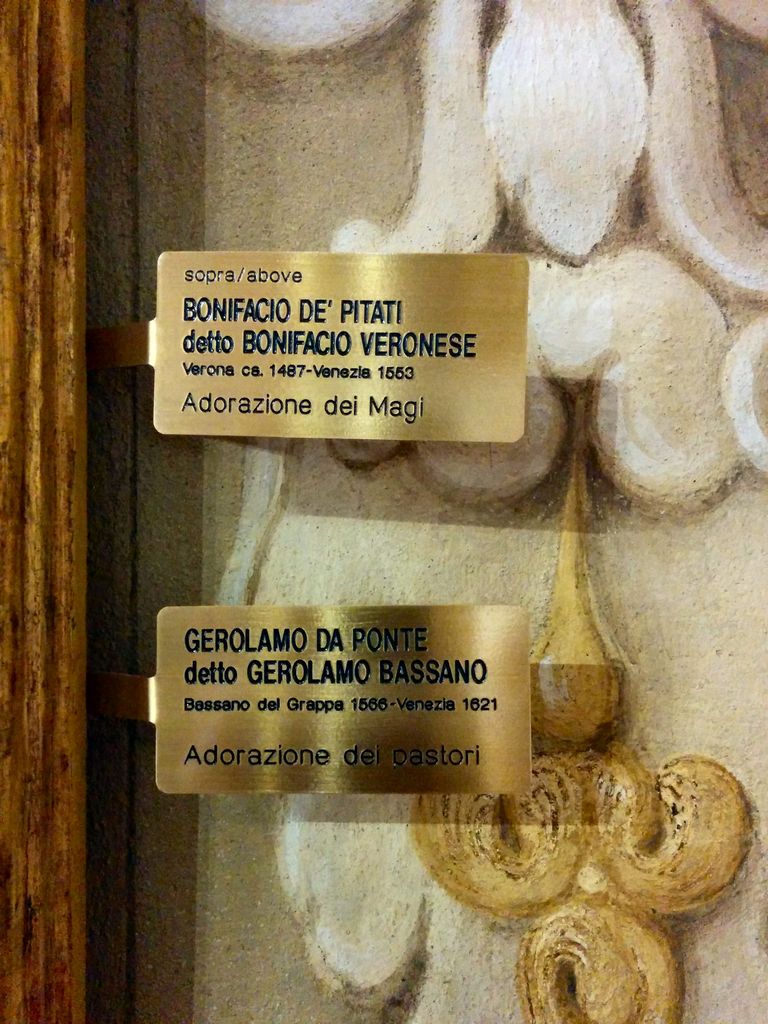 sopra/above
BONIFACIO DE' PITATI
detto BONIFACIO VERONESE
Verona ca. 1487-Venezia 1553
Adorazione dei Magi
GEROLAMO DA PONTE
detto GEROLAMO BASSANO
Bassano del Grappa 1566-Venezia 1621
Adorazione dei pastori